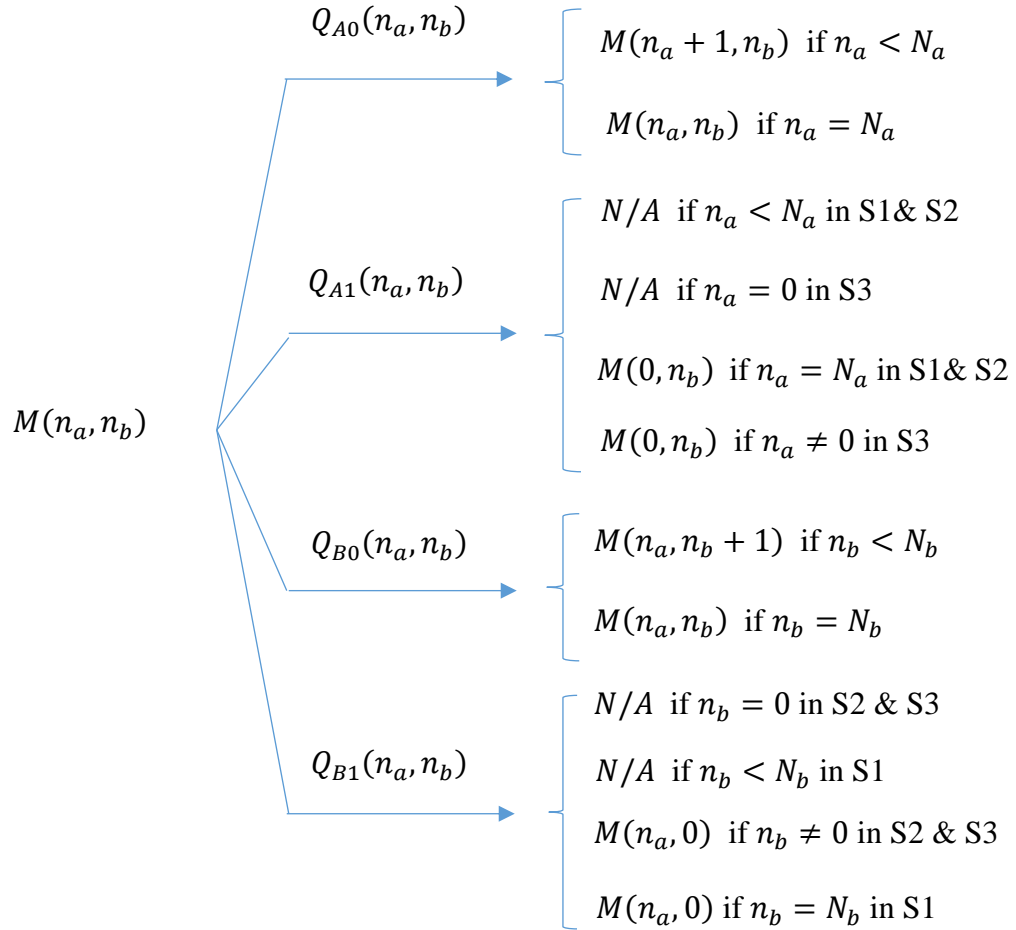 Q_{A0}(n_a, n_b)
M(n_a + 1, n_b) if n_a < N_a
M(n_a, n_b) if n_a = N_a
Q_{A1}(n_a, n_b)
N/A if n_a < N_a in S1& S2
N/A if n_a = 0 in S3
M(0, n_b) if n_a = N_a in S1& S2
M(0, n_b) if n_a ≠ 0 in S3
M(n_a, n_b)
Q_{B0}(n_a, n_b)
M(n_a, n_b + 1) if n_b < N_b
M(n_a, n_b) if n_b = N_b
Q_{B1}(n_a, n_b)
N/A if n_b = 0 in S2 & S3
N/A if n_b < N_b in S1
M(n_a, 0) if n_b ≠ 0 in S2 & S3
M(n_a, 0) if n_b = N_b in S1